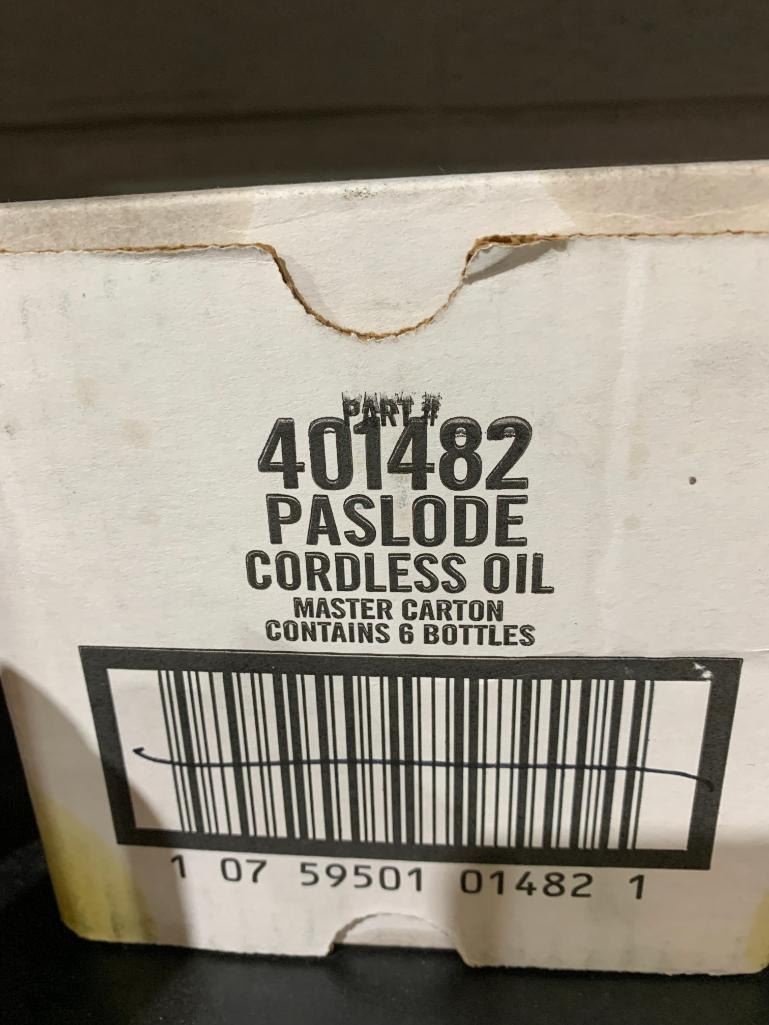 PART #
401482
PASLODE
CORDLESS OIL
MASTER CARTON
CONTAINS 6 BOTTLES
1 07 59501 01482 1